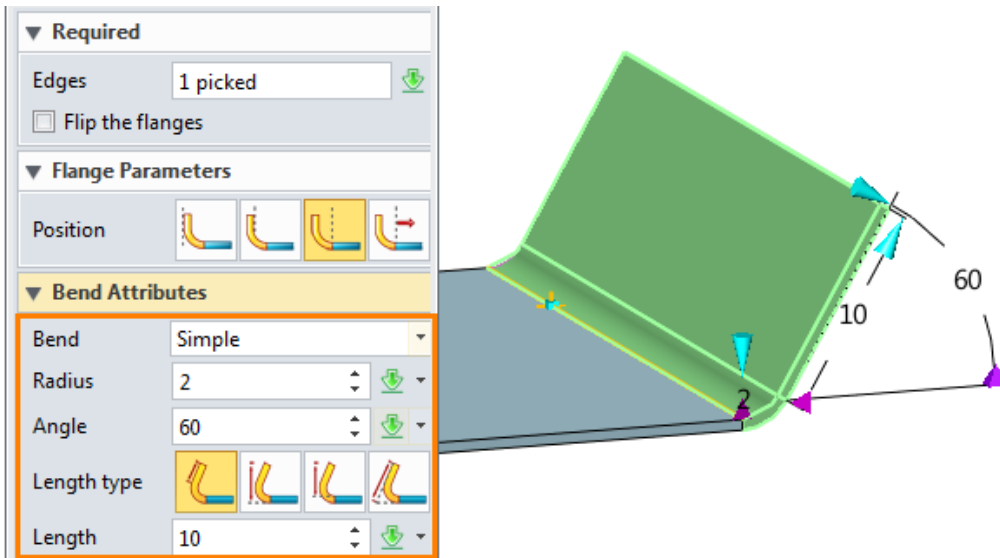 Required
Edges 1 picked
Flip the flanges
Flange Parameters
Position
Bend Attributes
Bend Simple
Radius 2
Angle 60
Length type
Length 10
60
10
2